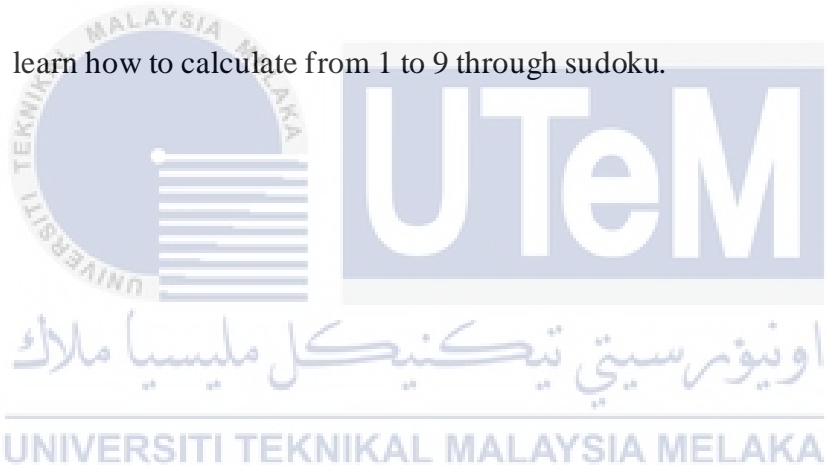 learn how to calculate from 1 to 9 through sudoku.
UNIVERSITI TEKNIKAL MALAYSIA MELAKA
UTeM
اونيۏرسيتي تيكنيكل مليسيا ملاك
UNIVERSITI TEKNIKAL MALAYSIA MELAKA